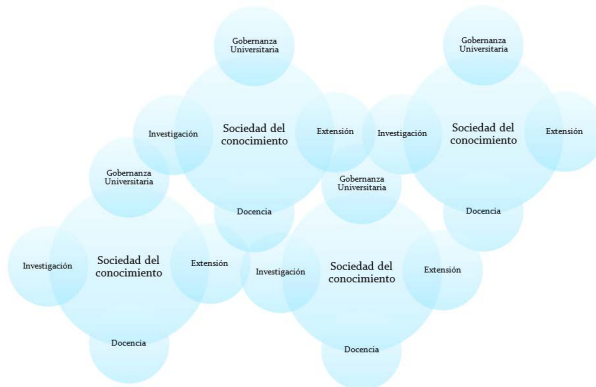 Gobernanza
Universitaria
Gobernanza
Universitaria
Investigación
Sociedad del
conocimiento
Extensión
Investigación
Sociedad del
conocimiento
Extensión
Gobernanza
Universitaria
Gobernanza
Universitaria
Docencia
Docencia
Investigación
Sociedad del
conocimiento
Extensión
Investigación
Sociedad del
conocimiento
Extensión
Docencia
Docencia